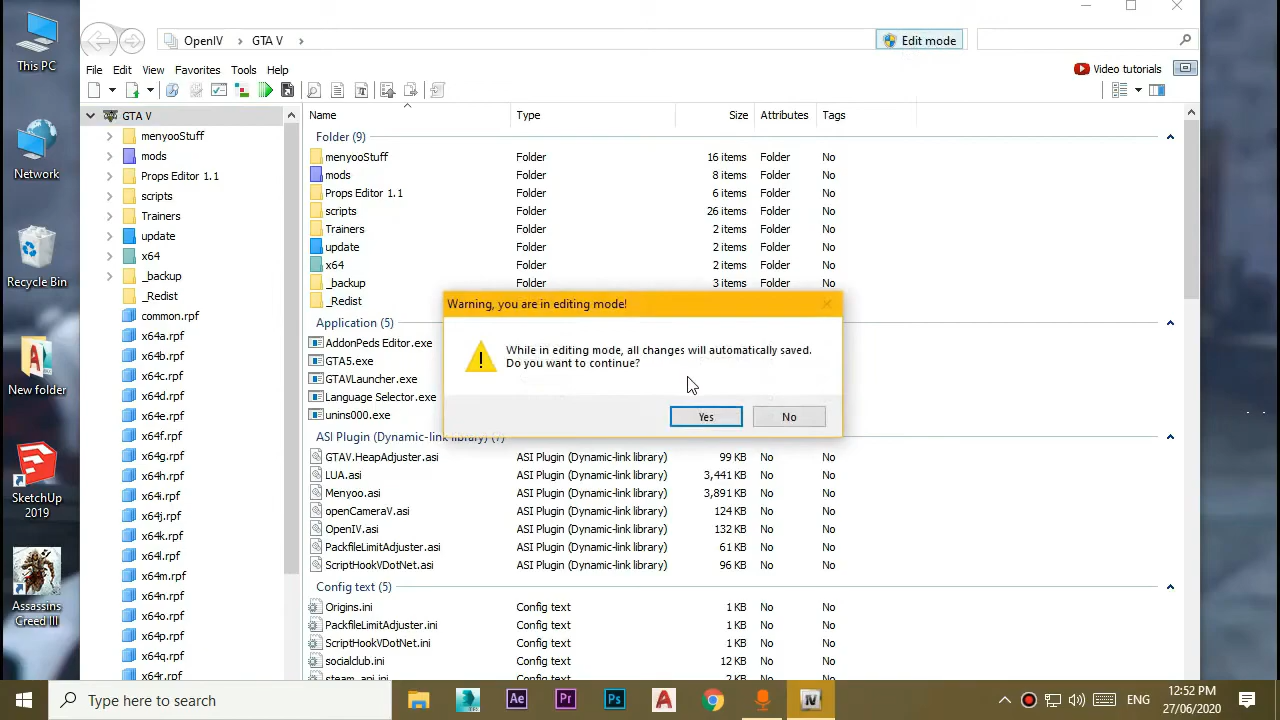 This PC
Network
Recycle Bin
New folder
SketchUp
2019
Assassins
Creed III
OpenIV
GTA V
Edit mode
File Edit View Favorites Tools Help
Video tutorials
GTA V
menyooStuff
mods
Props Editor 1.1
scripts
Trainers
update
x64
_backup
_Redist
common.rpf
x64a.rpf
x64b.rpf
x64c.rpf
x64d.rpf
x64e.rpf
x64f.rpf
x64g.rpf
x64h.rpf
x64i.rpf
x64j.rpf
x64k.rpf
x64l.rpf
x64m.rpf
x64n.rpf
x64o.rpf
x64p.rpf
x64q.rpf
x64r.rpf
Name Type Size Attributes Tags
Folder (9)
menyooStuff Folder 16 items Folder No
mods Folder 8 items Folder No
Props Editor 1.1 Folder 6 items Folder No
scripts Folder 26 items Folder No
Trainers Folder 2 items Folder No
update Folder 2 items Folder No
x64 Folder 2 items Folder No
_backup Folder 3 items Folder No
_Redist
Application (5)
AddonPeds Editor.exe
GTA5.exe
GTAVLauncher.exe
Language Selector.exe
unins000.exe
Warning, you are in editing mode!
While in editing mode, all changes will automatically saved.
Do you want to continue?
Yes No
ASI Plugin (Dynamic-link library) (7)
GTAV.HeapAdjuster.asi ASI Plugin (Dynamic-link library) 99 KB No No
LUA.asi ASI Plugin (Dynamic-link library) 3,441 KB No No
Menyoo.asi ASI Plugin (Dynamic-link library) 3,891 KB No No
openCameraV.asi ASI Plugin (Dynamic-link library) 124 KB No No
OpenIV.asi ASI Plugin (Dynamic-link library) 132 KB No No
PackfileLimitAdjuster.asi ASI Plugin (Dynamic-link library) 61 KB No No
ScriptHookVDotNet.asi ASI Plugin (Dynamic-link library) 96 KB No No
Config text (5)
Origins.ini Config text 1 KB No No
PackfileLimitAdjuster.ini Config text 1 KB No No
ScriptHookVDotNet.ini Config text 1 KB No No
socialclub.ini Config text 12 KB No No
Type here to search
Ae Pr Ps
IV
ENG
12:52 PM
27/06/2020